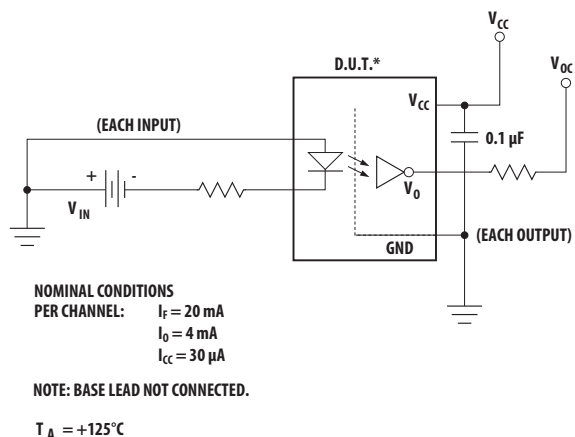 V_CC
D.U.T.*
V_OC
V_CC
(EACH INPUT)
0.1 µF
+ -
V_IN
V_O
(EACH OUTPUT)
GND
NOMINAL CONDITIONS
PER CHANNEL: I_F = 20 mA
I_O = 4 mA
I_CC = 30 µA
NOTE: BASE LEAD NOT CONNECTED.
T_A = +125°C